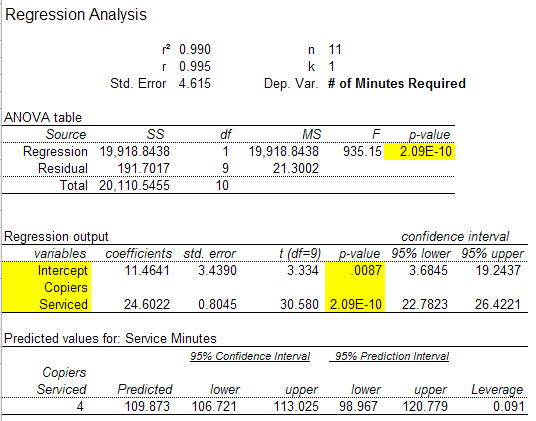 Regression Analysis
r² 0.990 n 11
r 0.995 k 1
Std. Error 4.615 Dep. Var. # of Minutes Required
ANOVA table
Source SS df MS F p-value
Regression 19,918.8438 1 19,918.8438 935.15 2.09E-10
Residual 191.7017 9 21.3002
Total 20,110.5455 10
Regression output confidence interval
variables coefficients std. error t (df=9) p-value 95% lower 95% upper
Intercept 11.4641 3.4390 3.334 .0087 3.6845 19.2437
Copiers
Serviced 24.6022 0.8045 30.580 2.09E-10 22.7823 26.4221
Predicted values for: Service Minutes
95% Confidence Interval 95% Prediction Interval
Copiers
Serviced Predicted lower upper lower upper Leverage
4 109.873 106.721 113.025 98.967 120.779 0.091